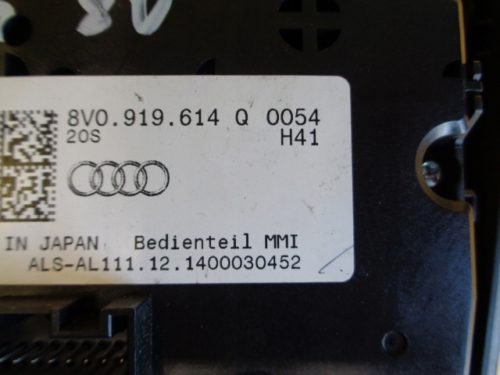 8V0.919.614 Q 0054
20S H41
IN JAPAN Bedienteil MMI
ALS-AL111.12.1400030452